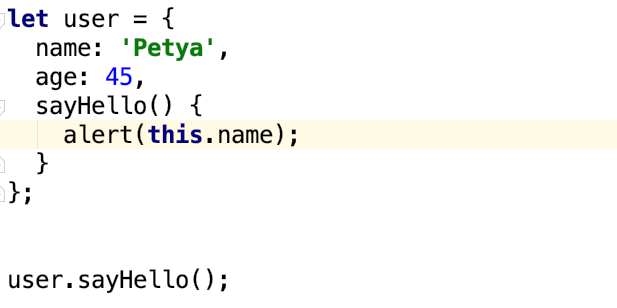 let user = {
  name: 'Petya',
  age: 45,
  sayHello() {
    alert(this.name);
  }
};
user.sayHello();